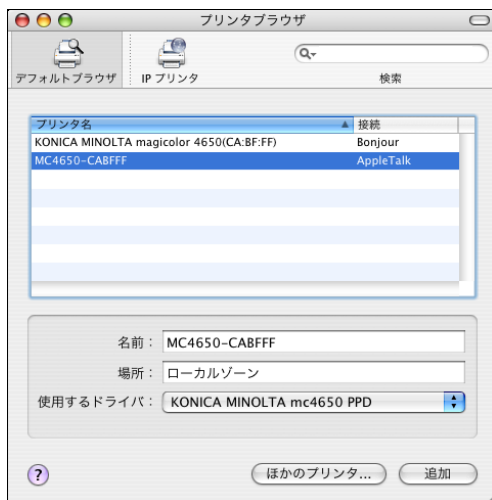 プリンタブラウザ
デフォルトブラウザ
IP プリンタ
Q
検索
プリンタ名 接続
KONICA MINOLTA magicolor 4650(CA:BF:FF) Bonjour
MC4650-CABFFF AppleTalk
名前： MC4650-CABFFF
場所： ローカルゾーン
使用するドライバ： KONICA MINOLTA mc4650 PPD
? ほかのプリンタ... 追加